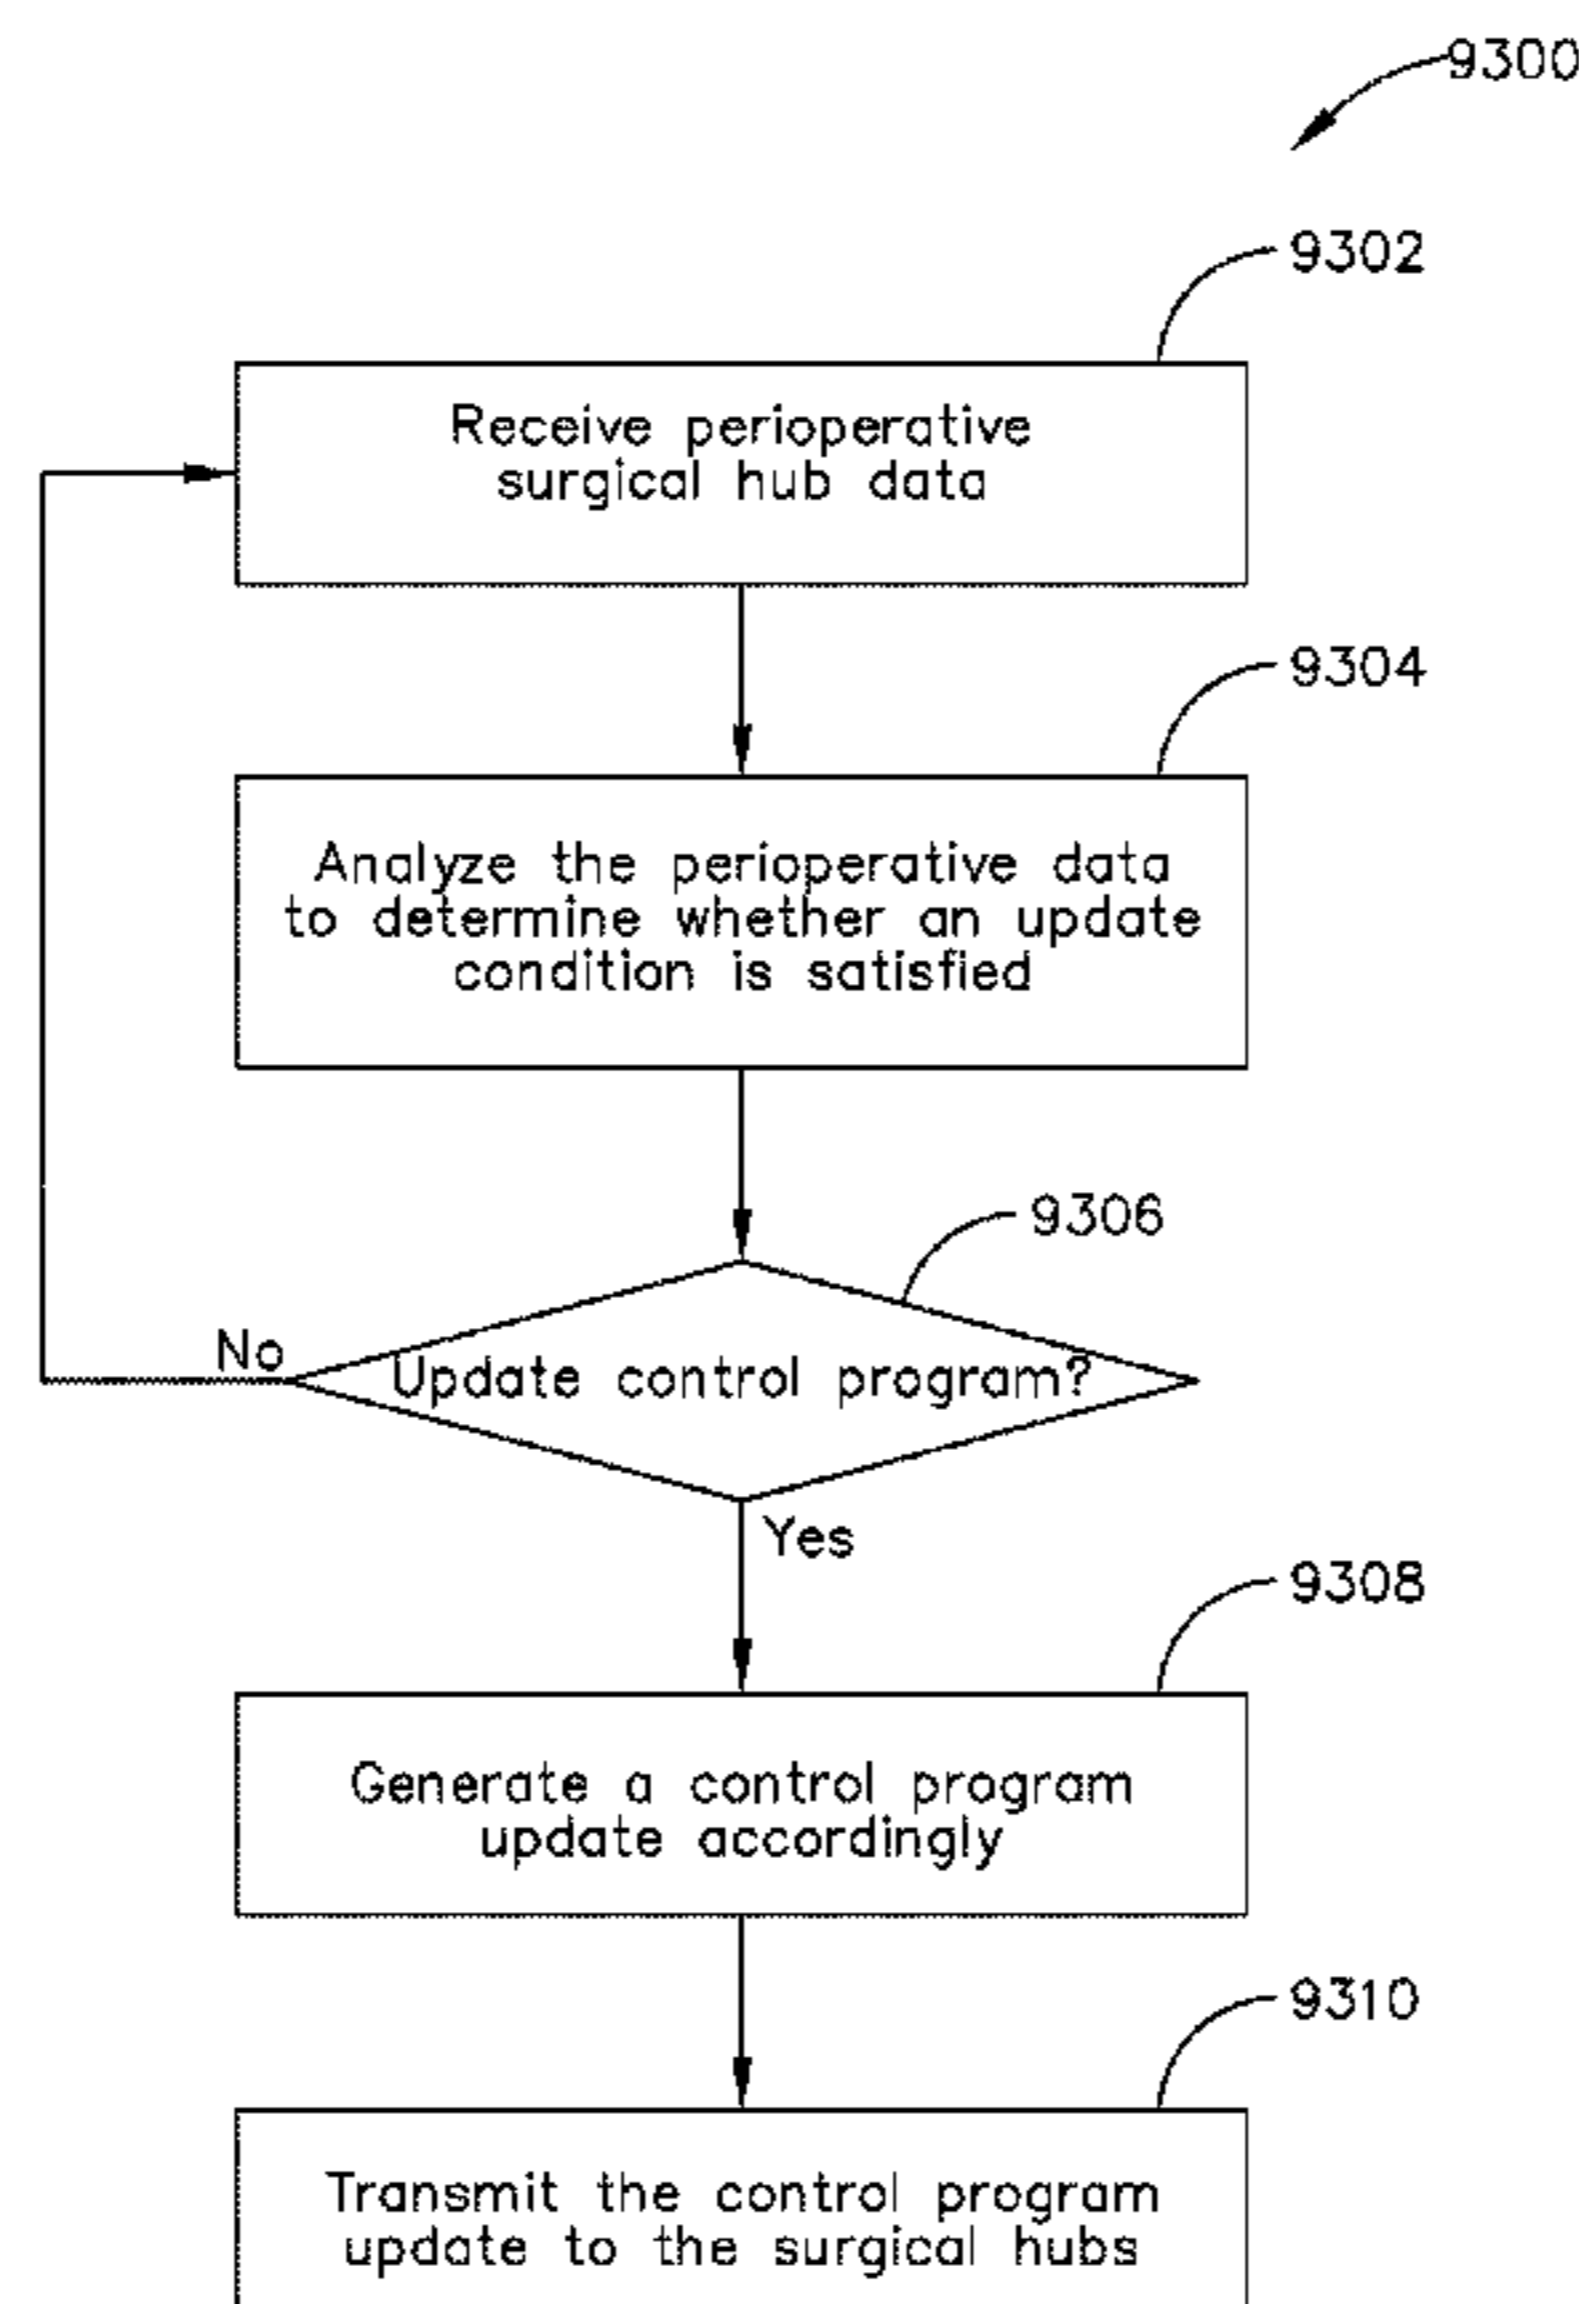 9300
9302
Receive perioperative
surgical hub data
9304
Analyze the perioperative data
to determine whether an update
condition is satisfied
9306
No
Update control program?
Yes
9308
Generate a control program
update accordingly
9310
Transmit the control program
update to the surgical hubs